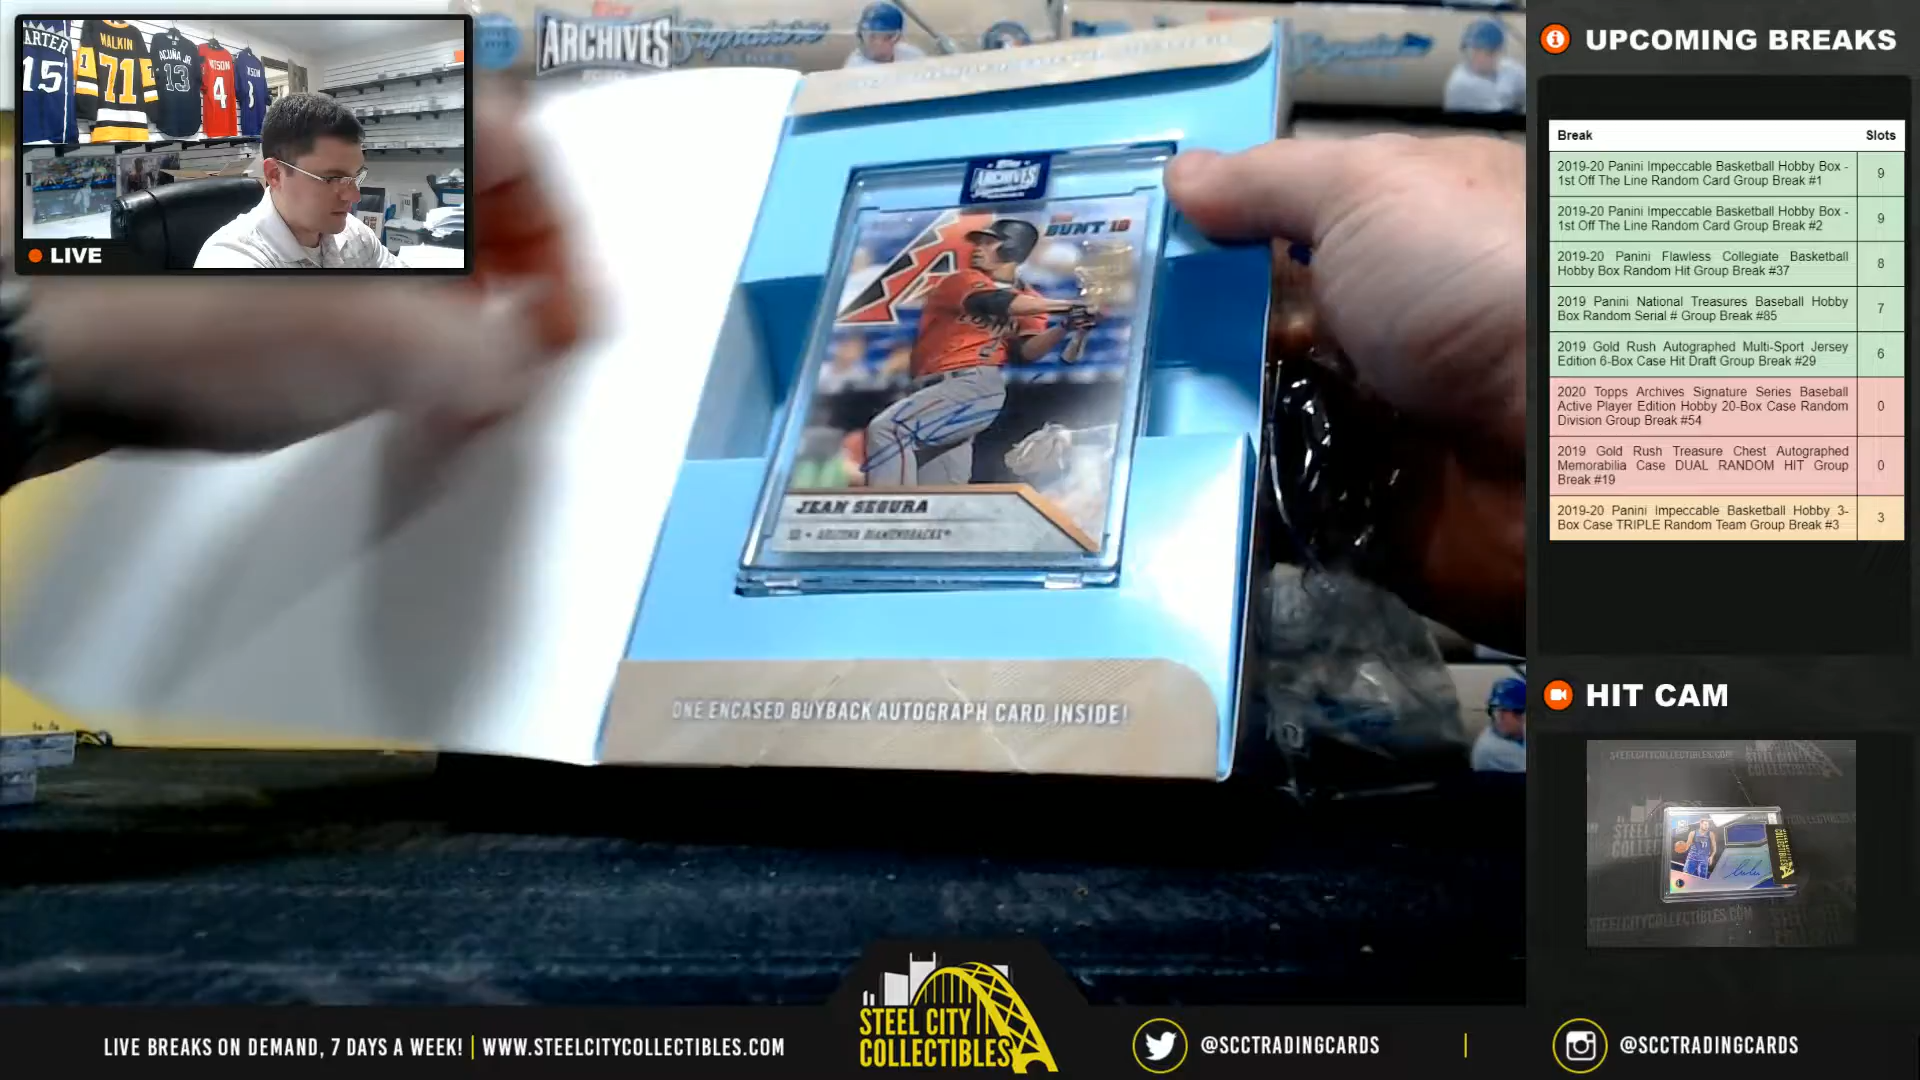 ARTER
15
MALKIN
71
ACUÑA JR
13
WATSON
4
3
LIVE
ARCHIVES Signature
ARCHIVES
BUNT 18
JEAN SEGURA
ARIZONA DIAMONDBACKS
ONE ENCASED BUYBACK AUTOGRAPH CARD INSIDE!
UPCOMING BREAKS
Break Slots
2019-20 Panini Impeccable Basketball Hobby Box -
1st Off The Line Random Card Group Break #1 9
2019-20 Panini Impeccable Basketball Hobby Box -
1st Off The Line Random Card Group Break #2 9
2019-20 Panini Flawless Collegiate Basketball
Hobby Box Random Hit Group Break #37 8
2019 Panini National Treasures Baseball Hobby
Box Random Serial # Group Break #85 7
2019 Gold Rush Autographed Multi-Sport Jersey
Edition 6-Box Case Hit Draft Group Break #29 6
2020 Topps Archives Signature Series Baseball
Active Player Edition Hobby 20-Box Case Random
Division Group Break #54 0
2019 Gold Rush Treasure Chest Autographed
Memorabilia Case DUAL RANDOM HIT Group
Break #19 0
2019-20 Panini Impeccable Basketball Hobby 3-
Box Case TRIPLE Random Team Group Break #3 3
HIT CAM
STEELCITYCOLLECTIBLES.COM
LIVE BREAKS ON DEMAND, 7 DAYS A WEEK! | WWW.STEELCITYCOLLECTIBLES.COM
STEEL CITY
COLLECTIBLES
@SCCTRADINGCARDS
@SCCTRADINGCARDS